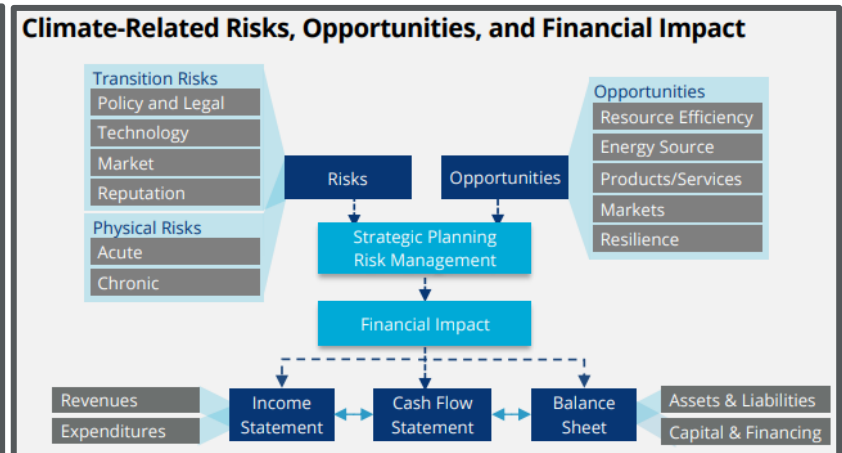 Climate-Related Risks, Opportunities, and Financial Impact
Transition Risks
Policy and Legal
Technology
Market
Reputation
Physical Risks
Acute
Chronic
Risks
Opportunities
Opportunities
Resource Efficiency
Energy Source
Products/Services
Markets
Resilience
Strategic Planning
Risk Management
Financial Impact
Revenues
Expenditures
Income
Statement
Cash Flow
Statement
Balance
Sheet
Assets & Liabilities
Capital & Financing